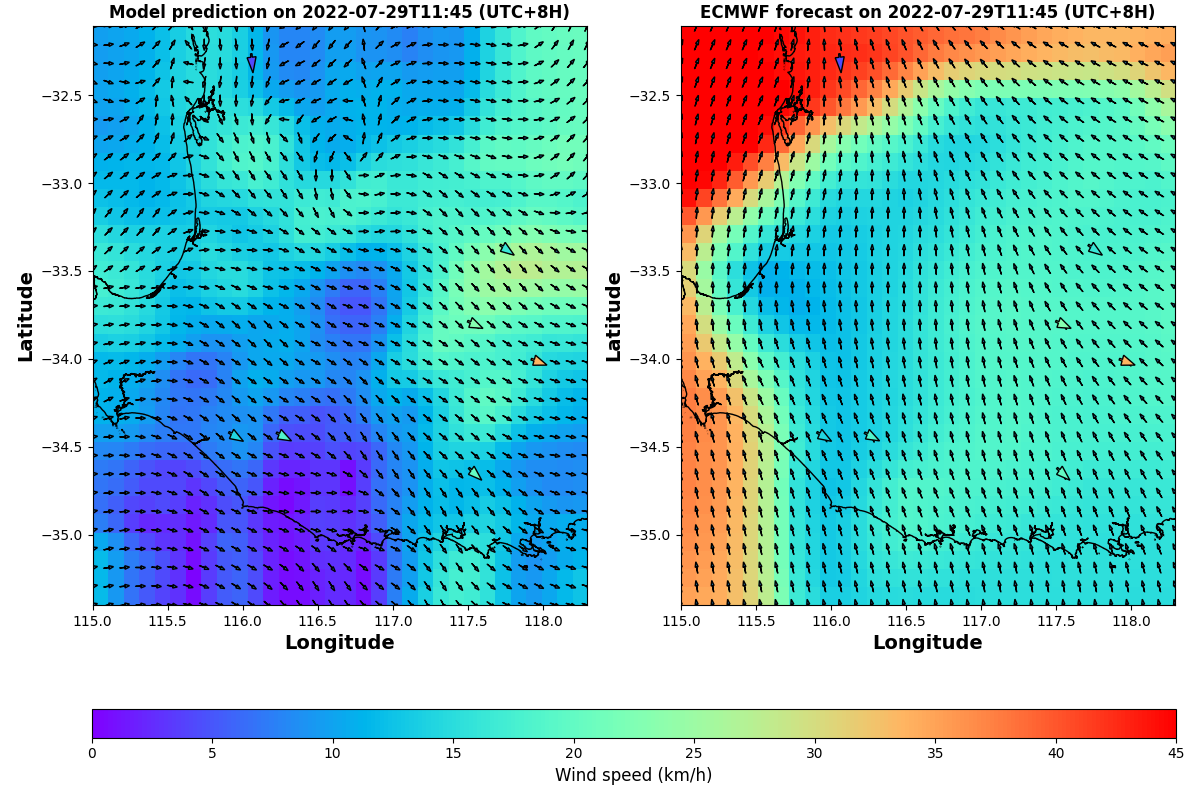 Model prediction on 2022-07-29T11:45 (UTC+8H)
ECMWF forecast on 2022-07-29T11:45 (UTC+8H)
Latitude
−32.5
−33.0
−33.5
−34.0
−34.5
−35.0
115.0 115.5 116.0 116.5 117.0 117.5 118.0
Longitude
Latitude
−32.5
−33.0
−33.5
−34.0
−34.5
−35.0
115.0 115.5 116.0 116.5 117.0 117.5 118.0
Longitude
0 5 10 15 20 25 30 35 40 45
Wind speed (km/h)